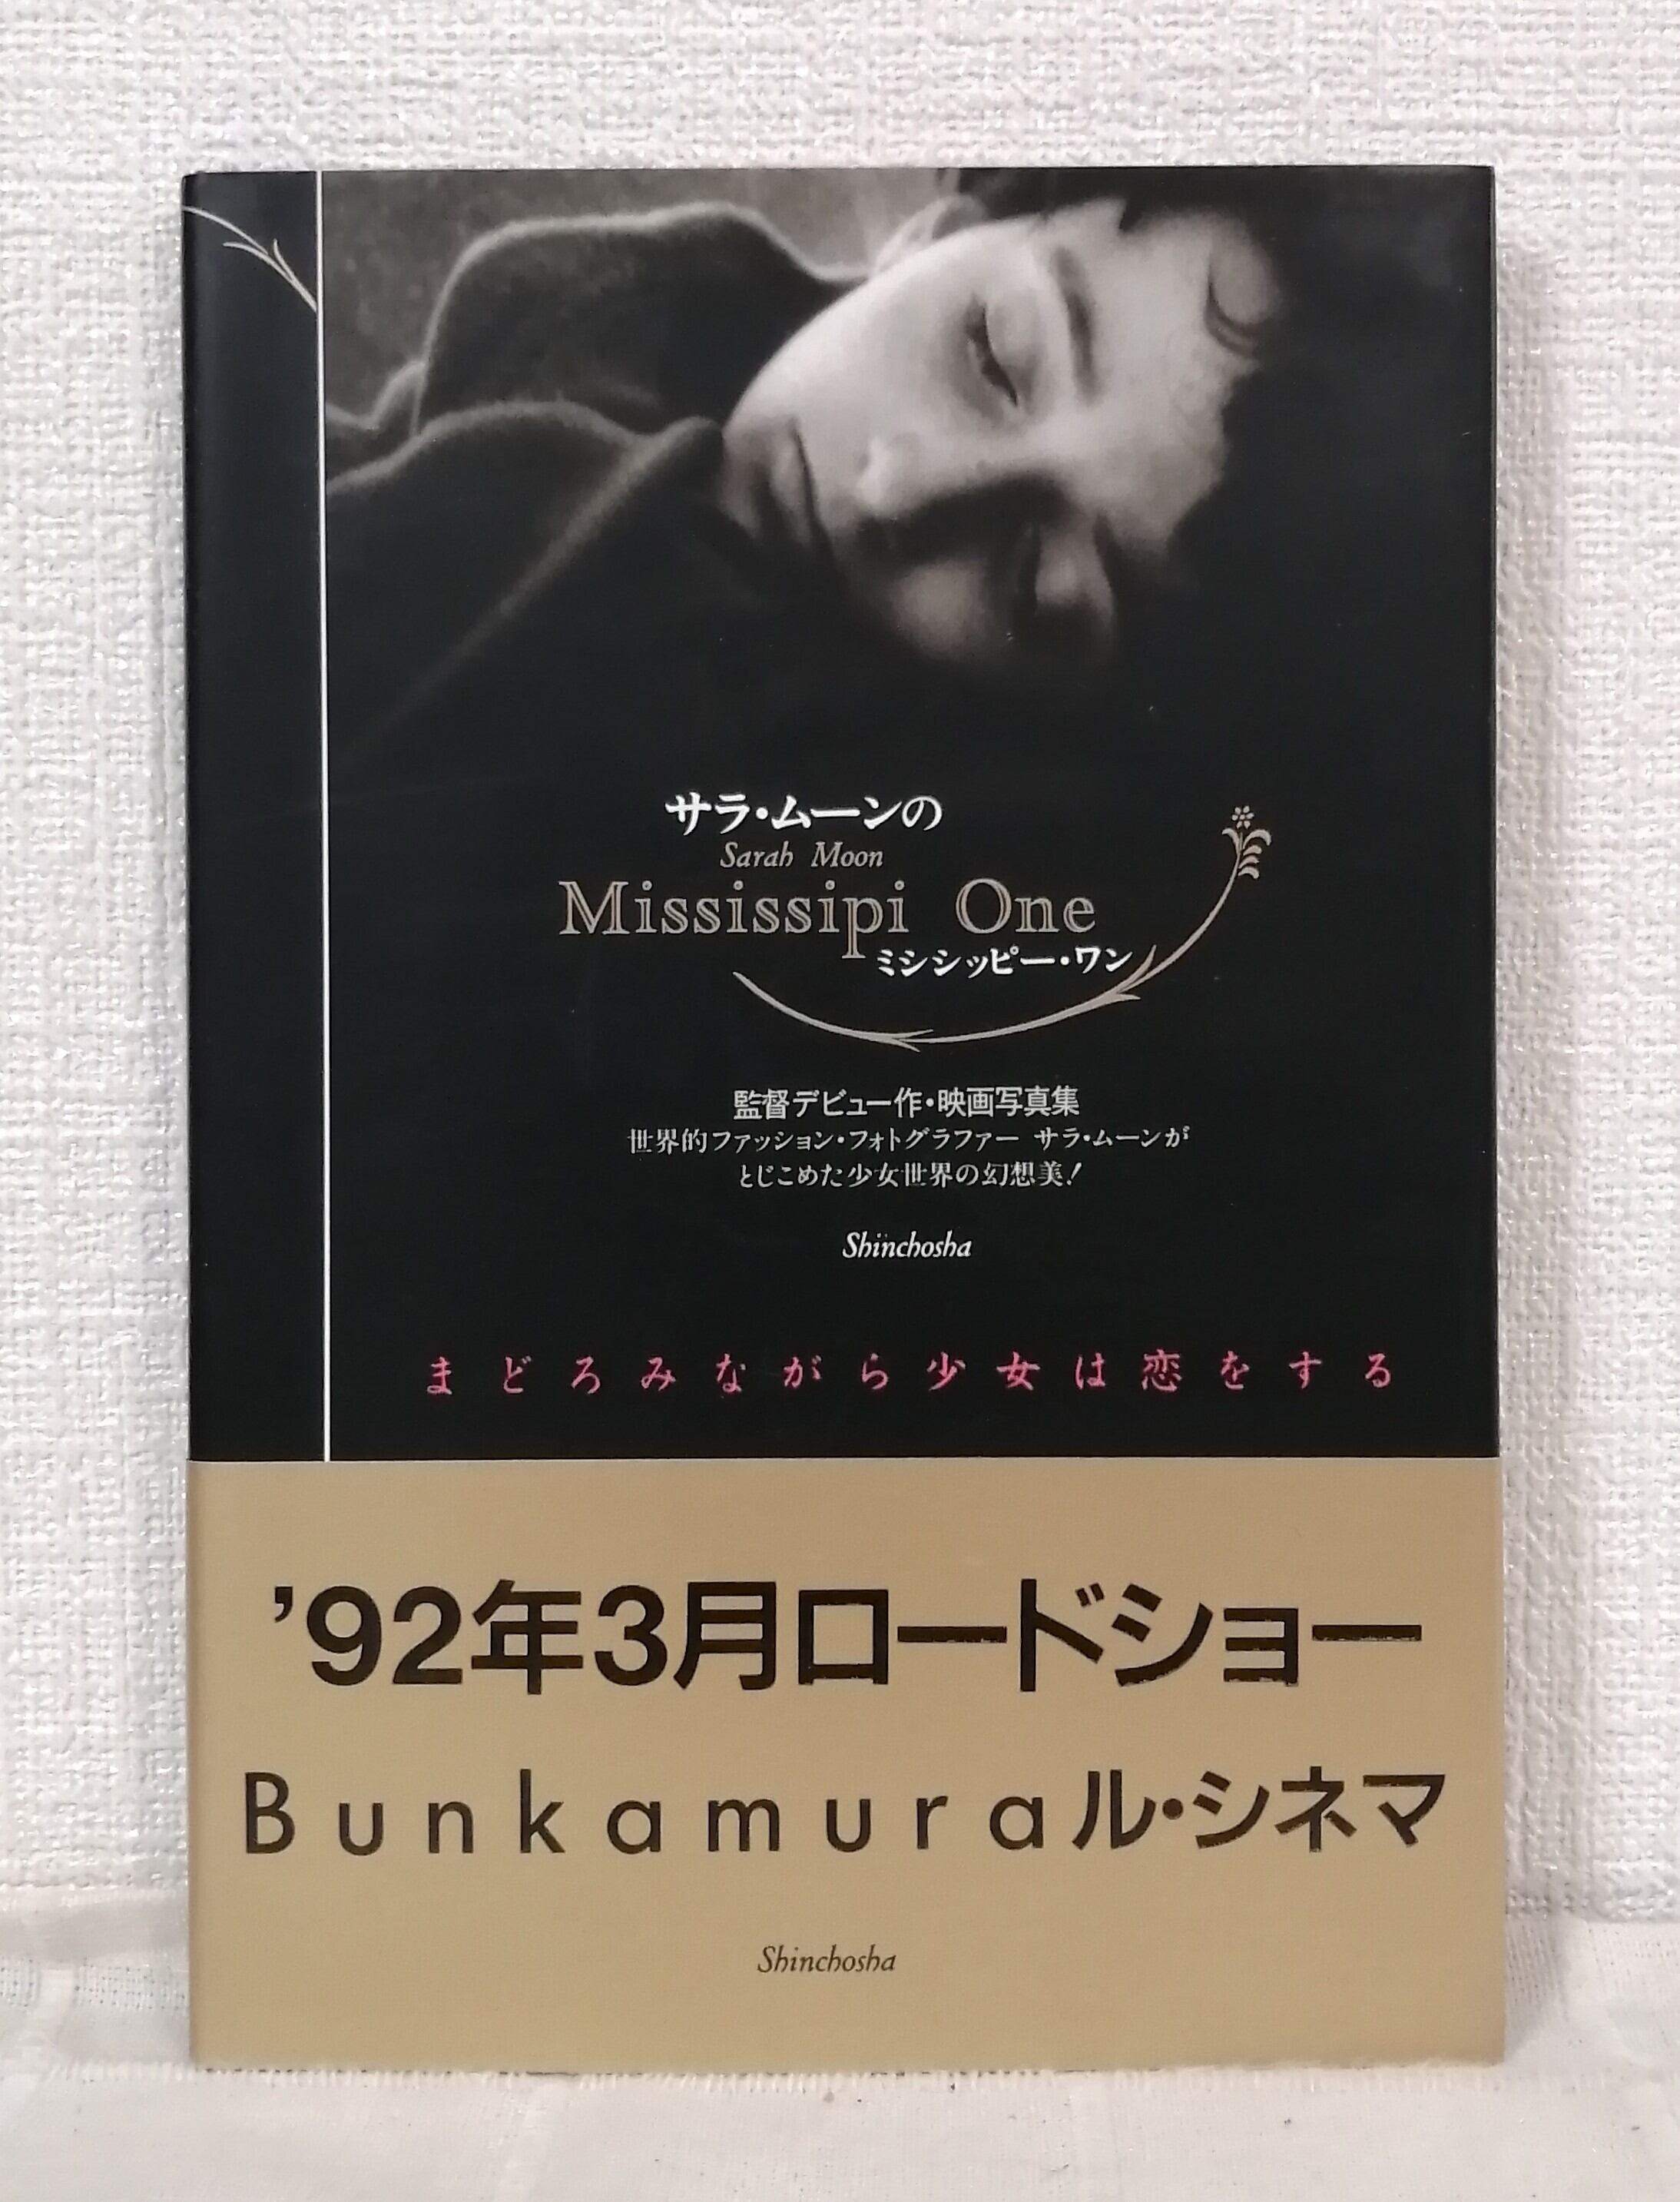 サラ・ムーンの
Sarah Moon
Mississipi One
ミシシッピー・ワン
監督デビュー作・映画写真集
世界的ファッション・フォトグラファー サラ・ムーンが
とじこめた少女世界の幻想美!
Shinchosha
まどろみながら少女は恋をする
'92年3月ロードショー
Bunkamuraル・シネマ
Shinchosha